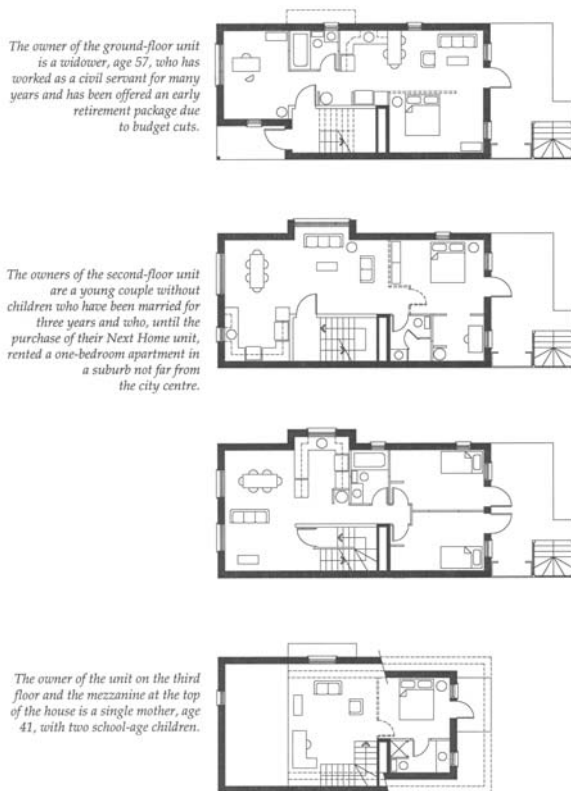 The owner of the ground-floor unit
is a widower, age 57, who has
worked as a civil servant for many
years and has been offered an early
retirement package due
to budget cuts.
The owners of the second-floor unit
are a young couple without
children who have been married for
three years and who, until the
purchase of their Next Home unit,
rented a one-bedroom apartment in
a suburb not far from
the city centre.
The owner of the unit on the third
floor and the mezzanine at the top
of the house is a single mother, age
41, with two school-age children.